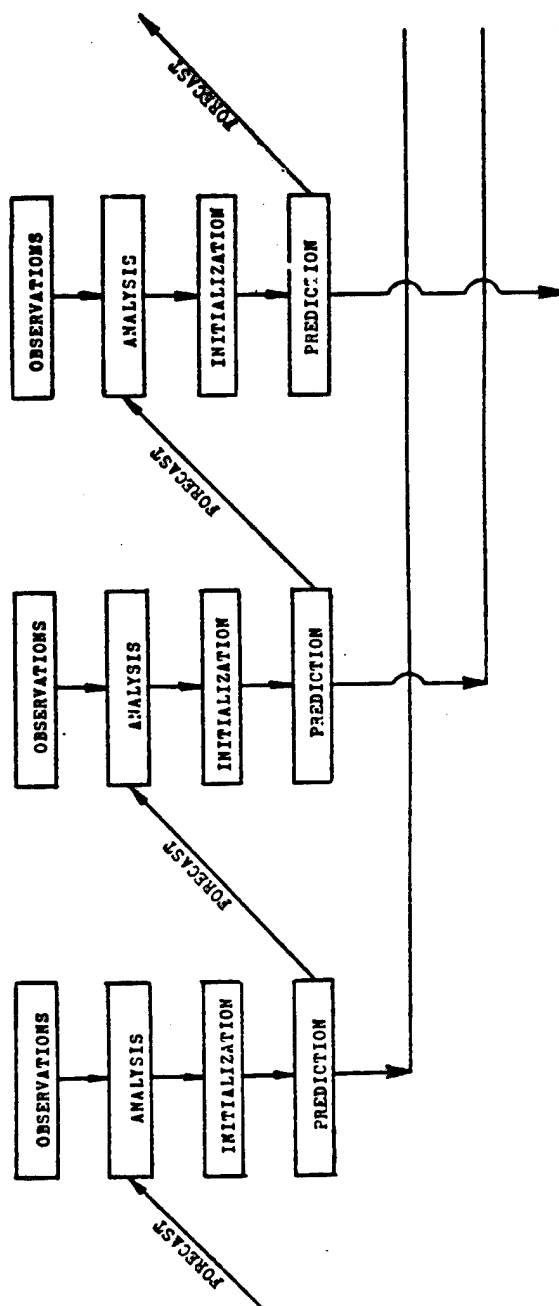 FORECAST
OBSERVATIONS
ANALYSIS
INITIALIZATION
PREDICTION
FORECAST
OBSERVATIONS
ANALYSIS
INITIALIZATION
PREDICTION
FORECAST
OBSERVATIONS
ANALYSIS
INITIALIZATION
PREDICTION
FORECAST